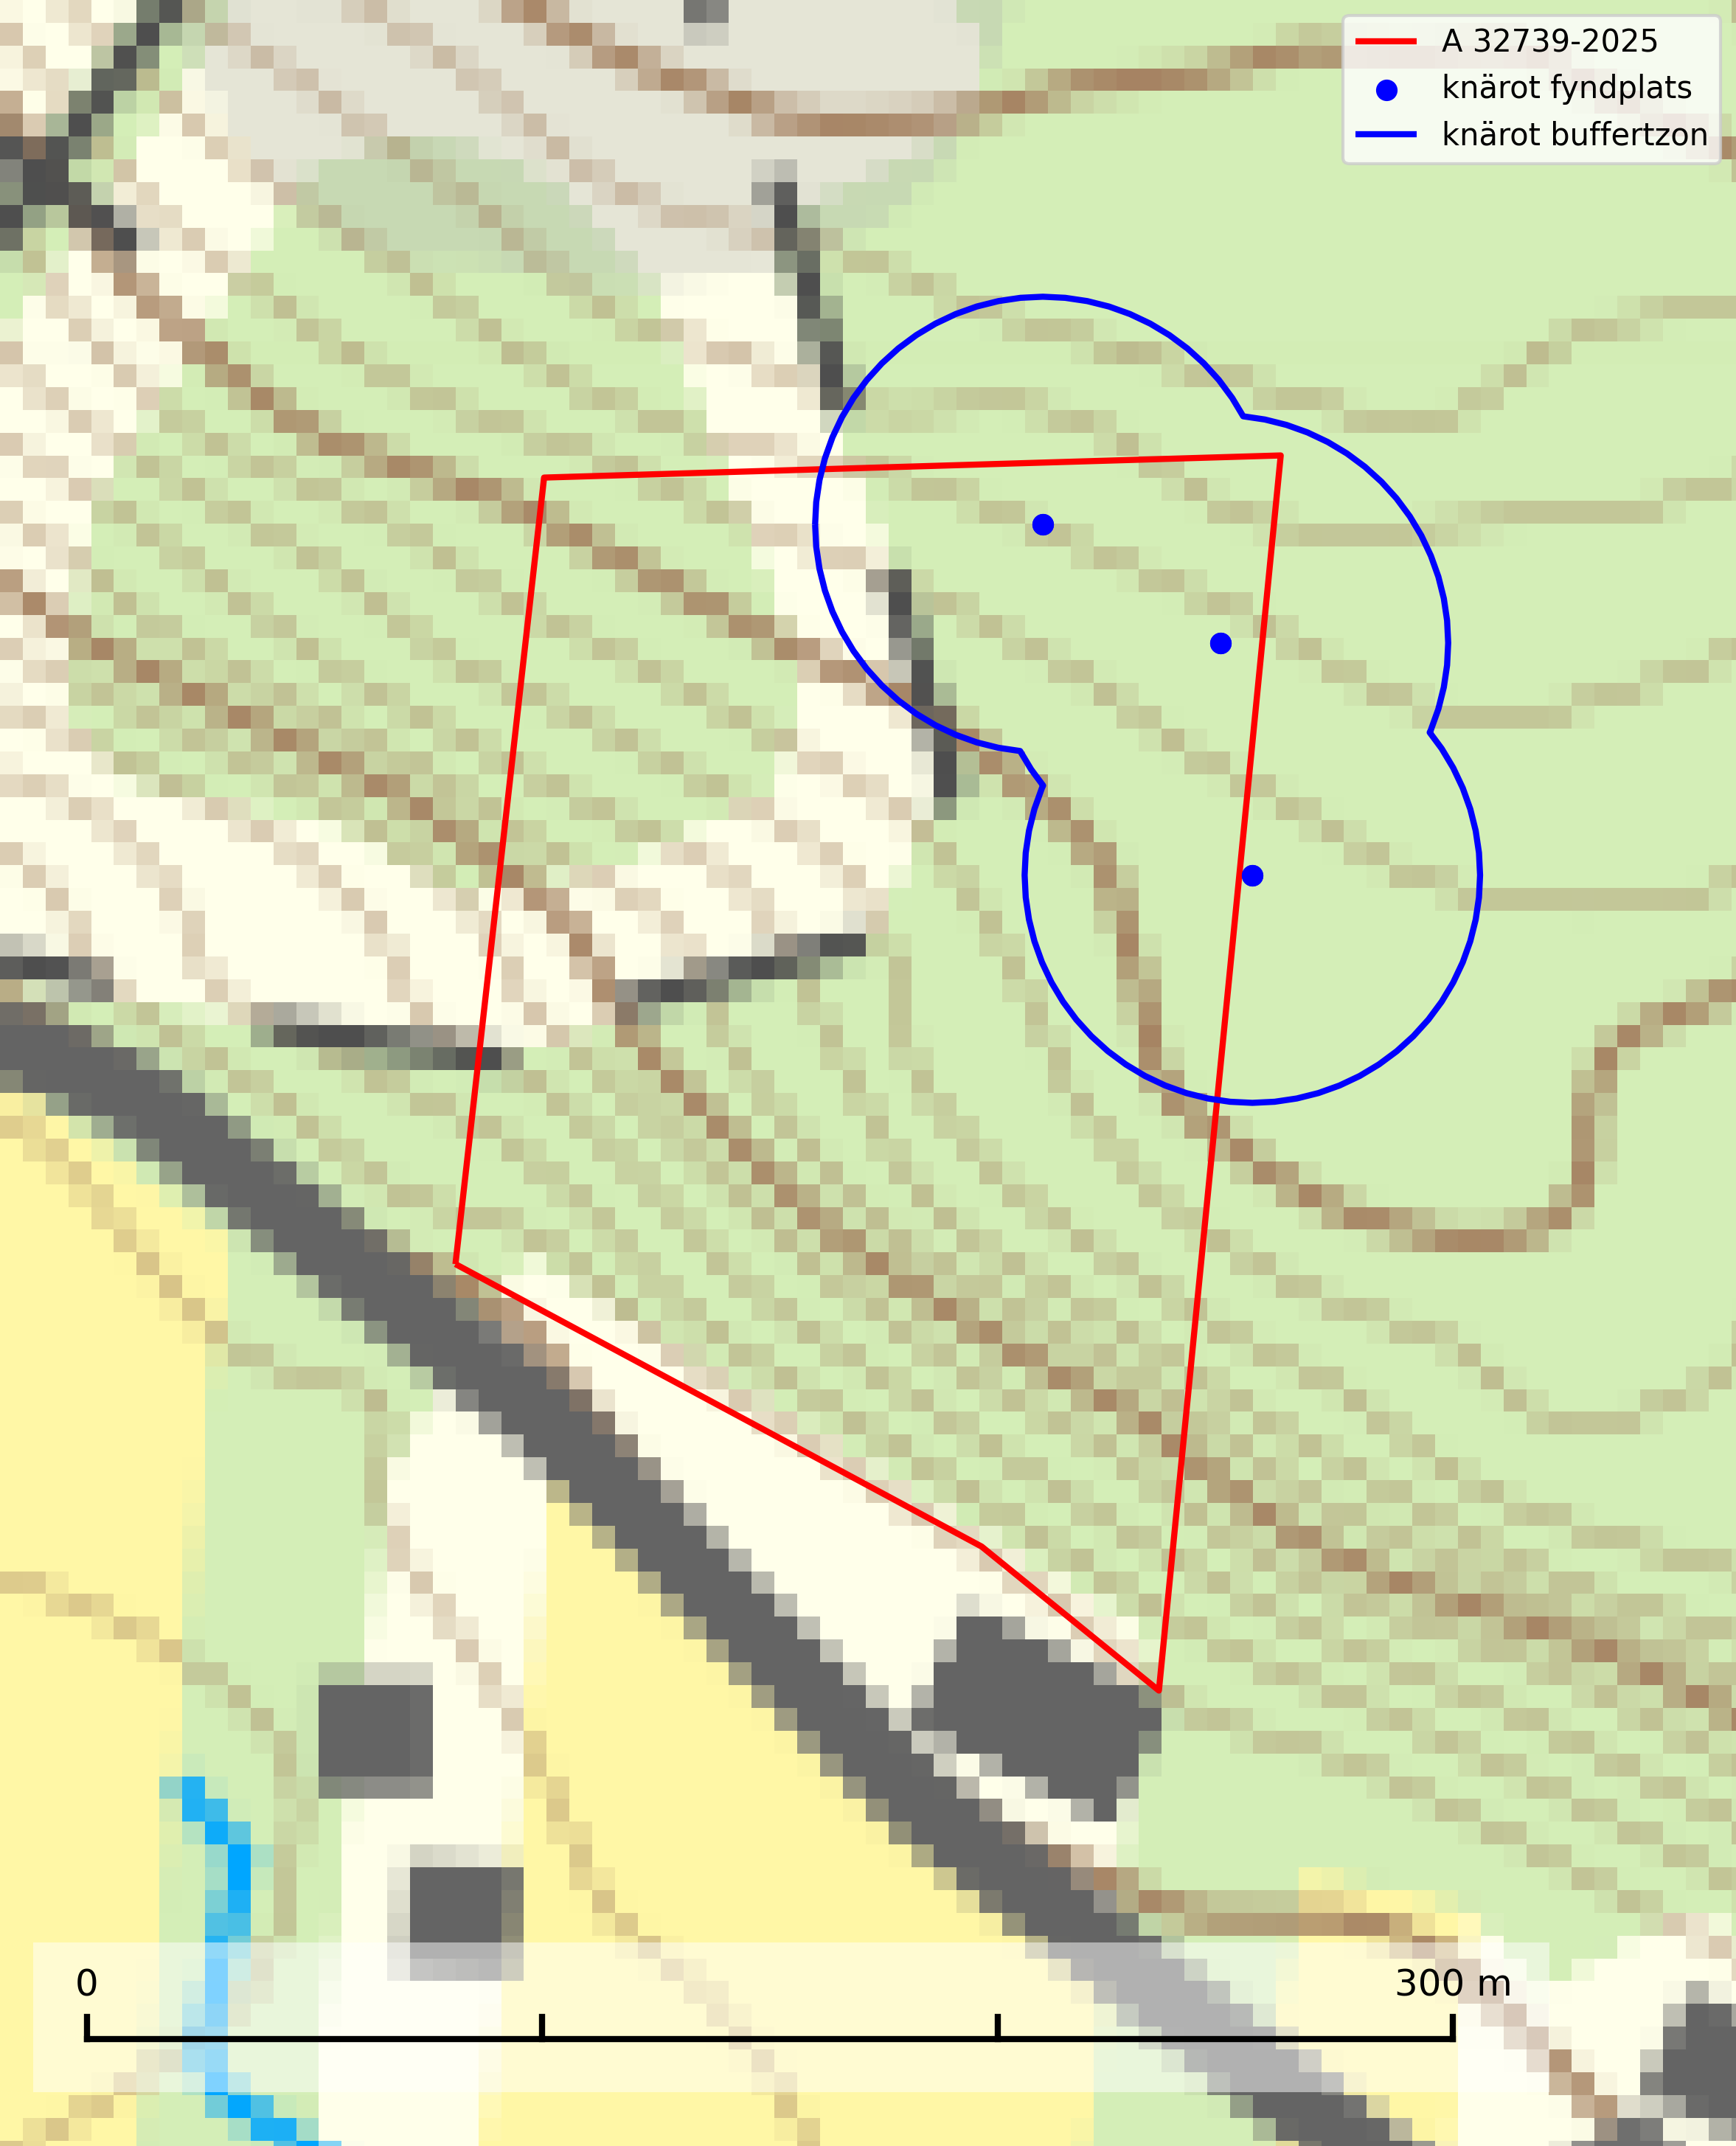 A 32739-2025
knärot fyndplats
knärot buffertzon
0
300 m